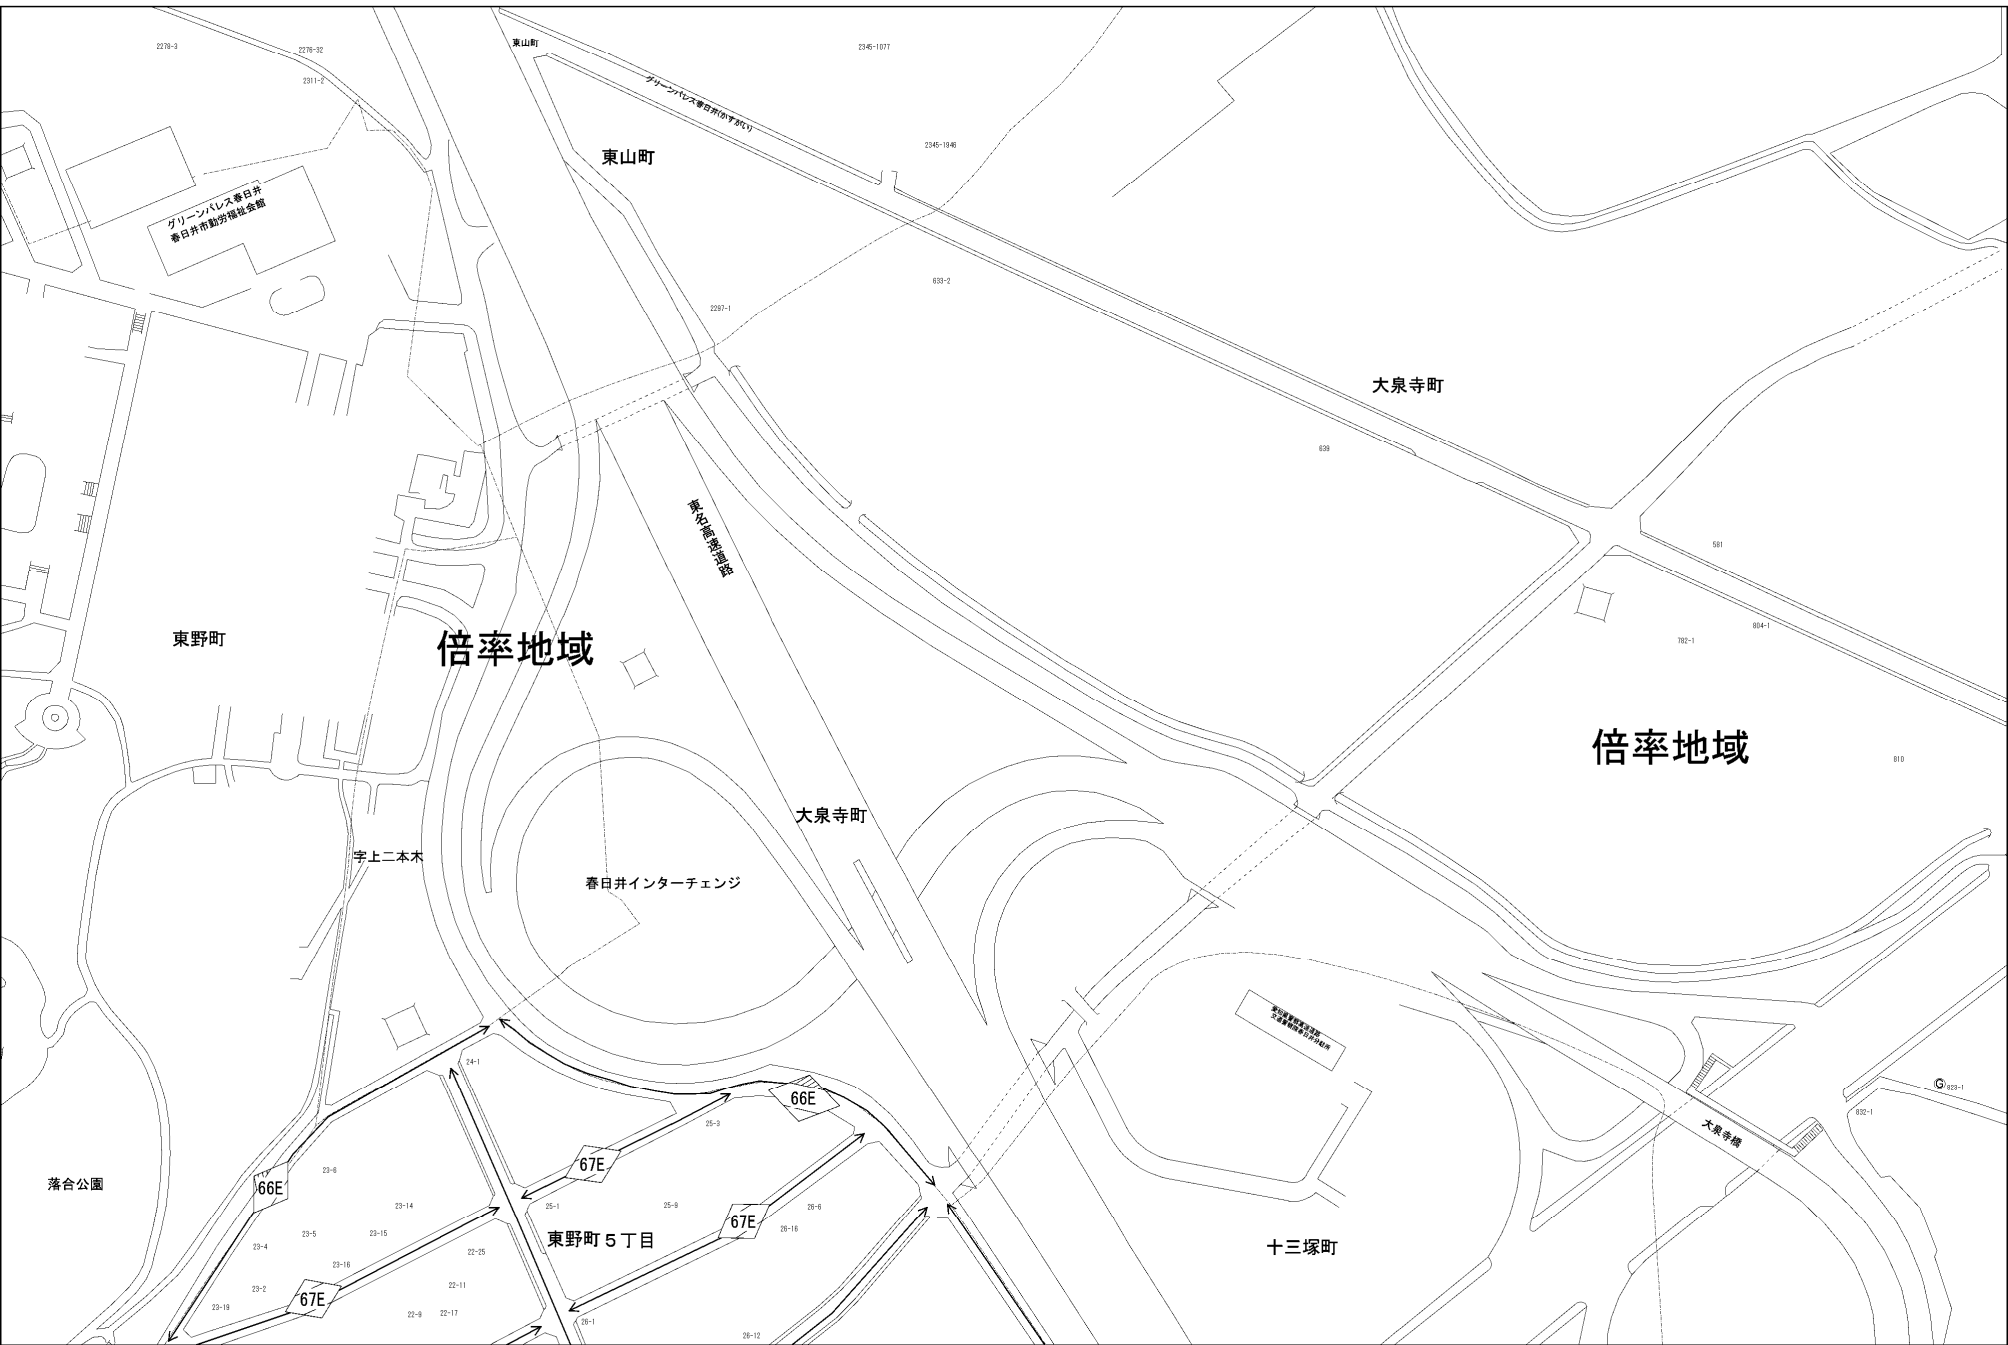 2278-3
2276-32
2311-2
東山町
2345-1077
グリーンパレス春日井(かすがい)
2345-1946
東山町
グリーンパレス春日井
春日井市勤労福祉会館
633-2
2297-1
大泉寺町
639
東名高速道路
581
東野町
倍率地域
804-1
782-1
倍率地域
810
大泉寺町
字上二本木
春日井インターチェンジ
24-1
66E
G
823-1
832-1
25-3
大泉寺橋
67E
23-6
落合公園
66E
23-14
25-1
25-9
26-6
67E
26-16
23-5
23-15
東野町5丁目
十三塚町
23-4
22-25
23-16
23-2
22-11
67E
23-19
22-9
22-17
26-1
26-12